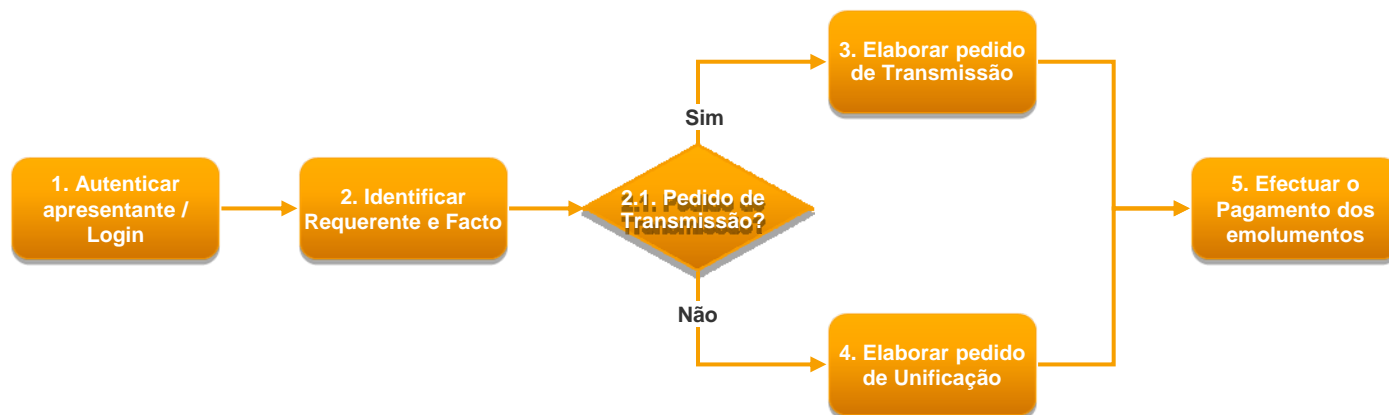 1. Autenticar
apresentante /
Login
2. Identificar
Requerente e Facto
2.1. Pedido de
Transmissão?
Sim
3. Elaborar pedido
de Transmissão
Não
4. Elaborar pedido
de Unificação
5. Efectuar o
Pagamento dos
emolumentos